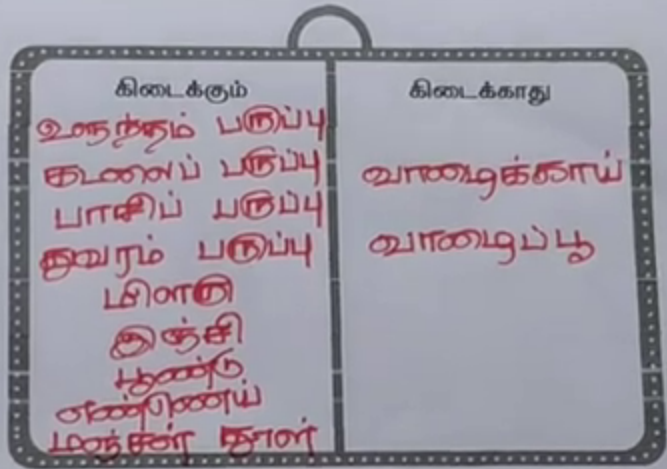 கிடைக்கும்
உளுந்தம் பருப்பு
கடலைப் பருப்பு
பாசிப் பருப்பு
துவரம் பருப்பு
மிளகு
இஞ்சி
பூண்டு
எண்ணெய்
மஞ்சள் தூள்
கிடைக்காது
வாழைக்காய்
வாழைப்பூ